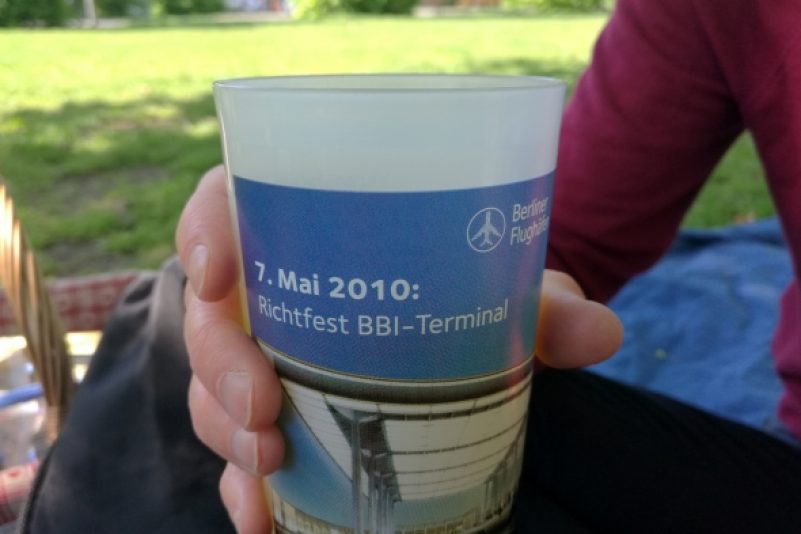 Berliner
Flughäfen
7. Mai 2010:
Richtfest BBI-Terminal